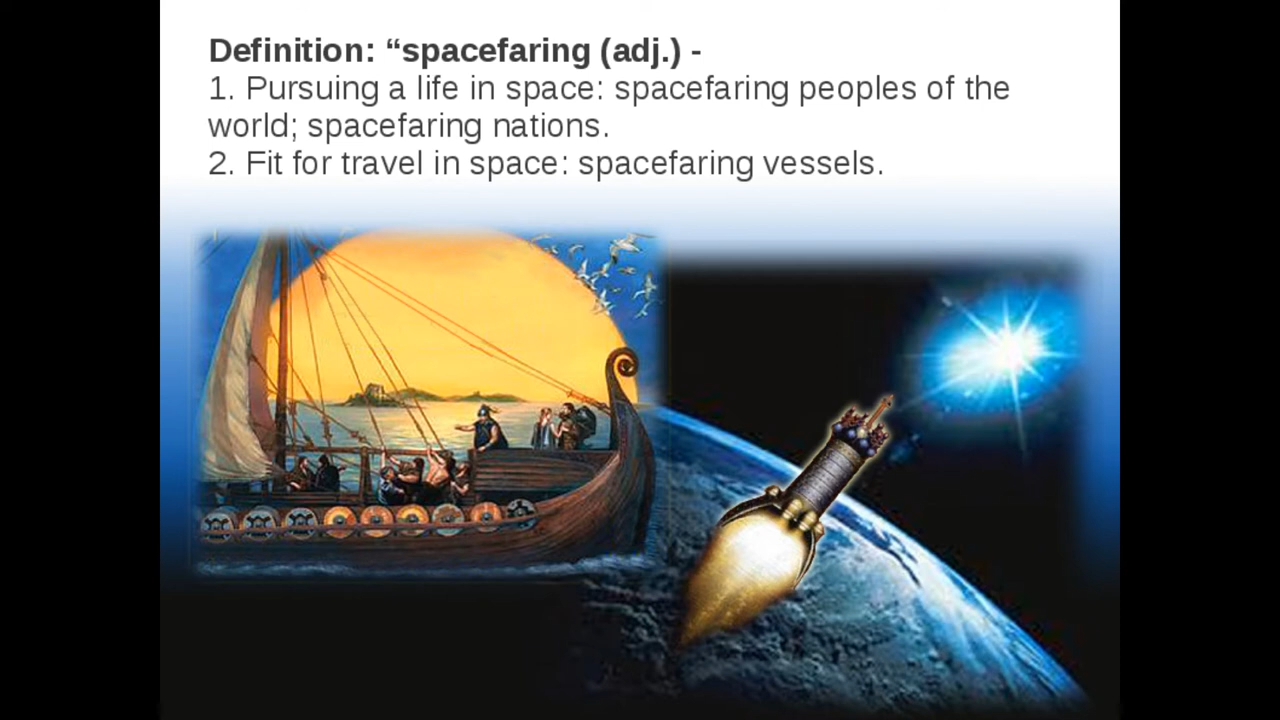 Definition: “spacefaring (adj.) -
1. Pursuing a life in space: spacefaring peoples of the
world; spacefaring nations.
2. Fit for travel in space: spacefaring vessels.